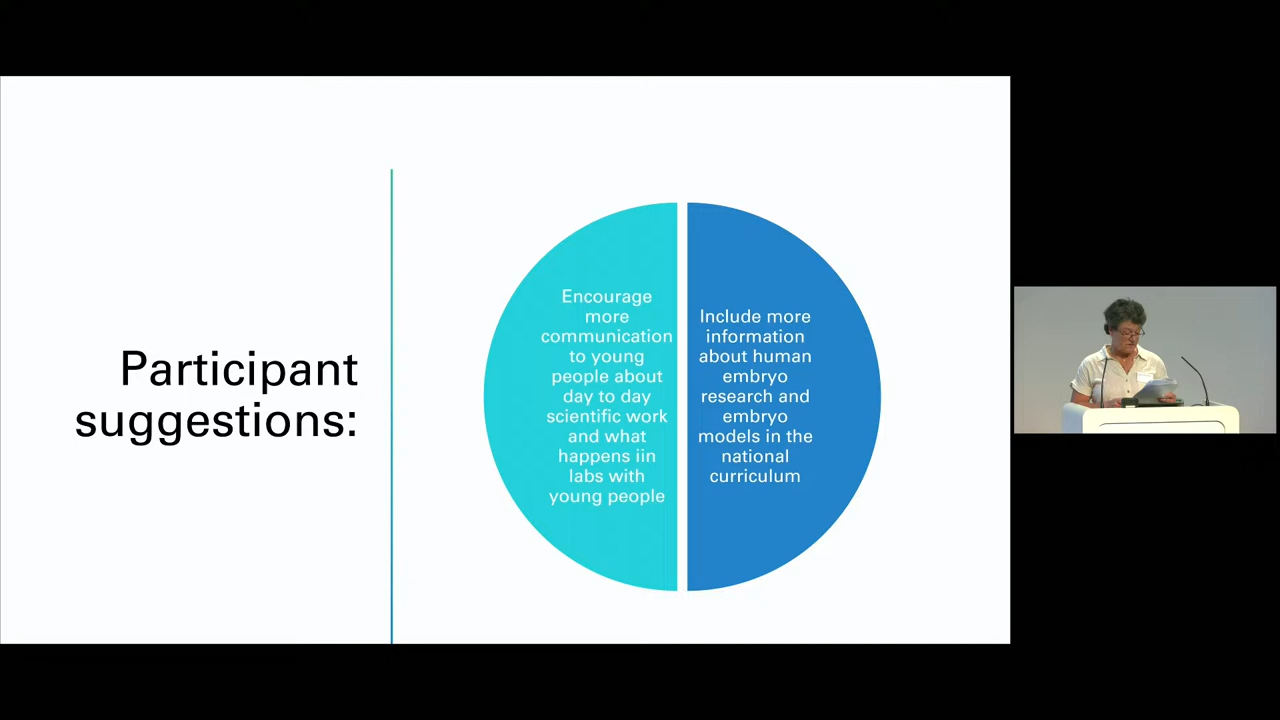 Participant
suggestions:
Encourage
more
communication
to young
people about
day to day
scientific work
and what
happens iin
labs with
young people
Include more
information
about human
embryo
research and
embryo
models in the
national
curriculum